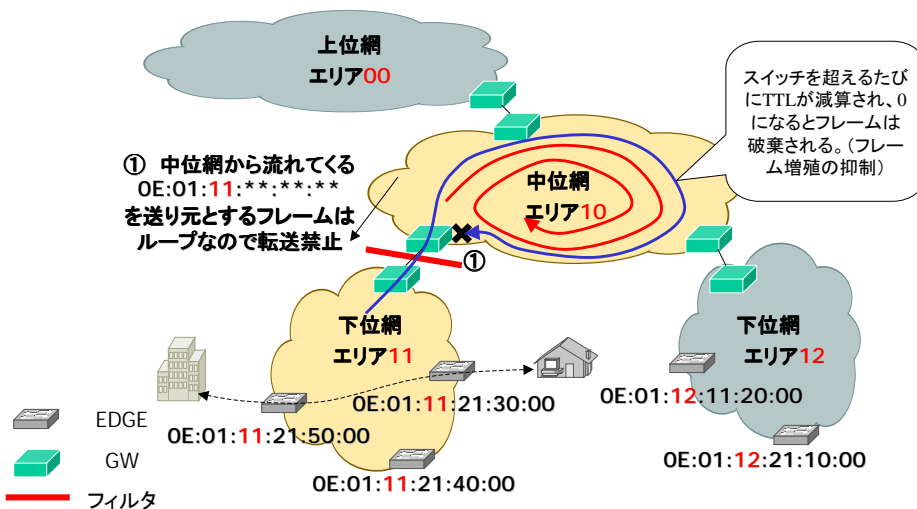 上位網
エリア00
スイッチを超えるたび
にTTLが減算され、0
になるとフレームは
破棄される。(フレー
ム増殖の抑制)
① 中位網から流れてくる
0E:01:11:**:**:**
を送り元とするフレームは
ループなので転送禁止
中位網
エリア10
①
下位網
エリア11
下位網
エリア12
0E:01:11:21:30:00
0E:01:12:11:20:00
0E:01:11:21:50:00
0E:01:12:21:10:00
0E:01:11:21:40:00
EDGE
GW
フィルタ